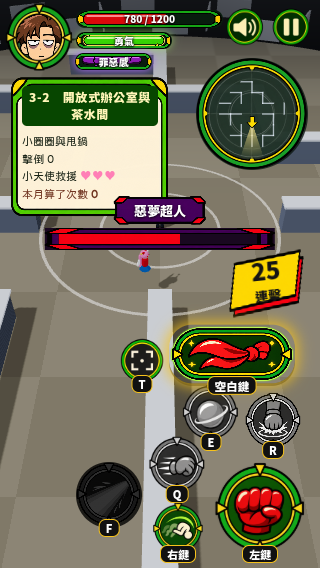 780 / 1200
勇氣
罪惡感
3-2　開放式辦公室與
茶水間
小圈圈與甩鍋
擊倒 0
小天使救援 ♥♥♥
本月算了次數 0
惡夢超人
25
連擊
T
空白鍵
E
R
Q
F
右鍵
左鍵